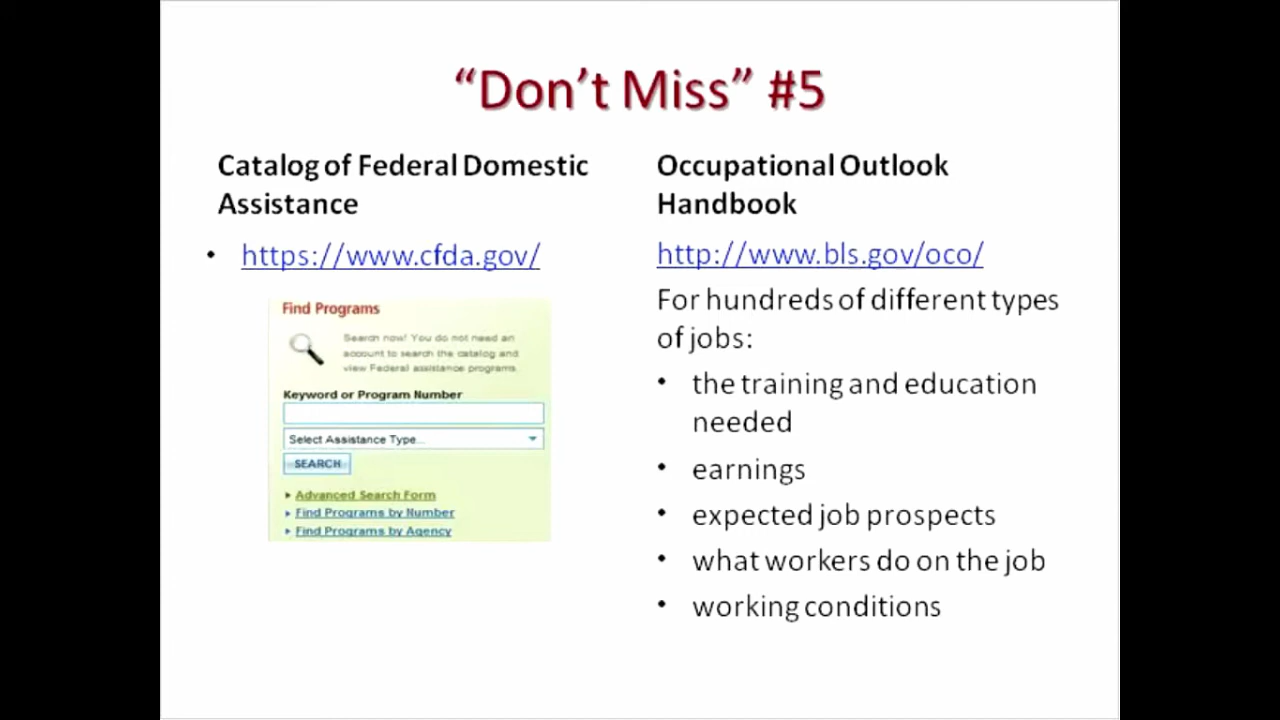 “Don’t Miss” #5
Catalog of Federal Domestic
Assistance
• https://www.cfda.gov/
Find Programs
Search now! You do not need an
account to search the catalog and
view Federal assistance programs.
Keyword or Program Number
Select Assistance Type...
SEARCH
Advanced Search Form
Find Programs by Number
Find Programs by Agency
Occupational Outlook
Handbook
http://www.bls.gov/oco/
For hundreds of different types
of jobs:
• the training and education
needed
• earnings
• expected job prospects
• what workers do on the job
• working conditions